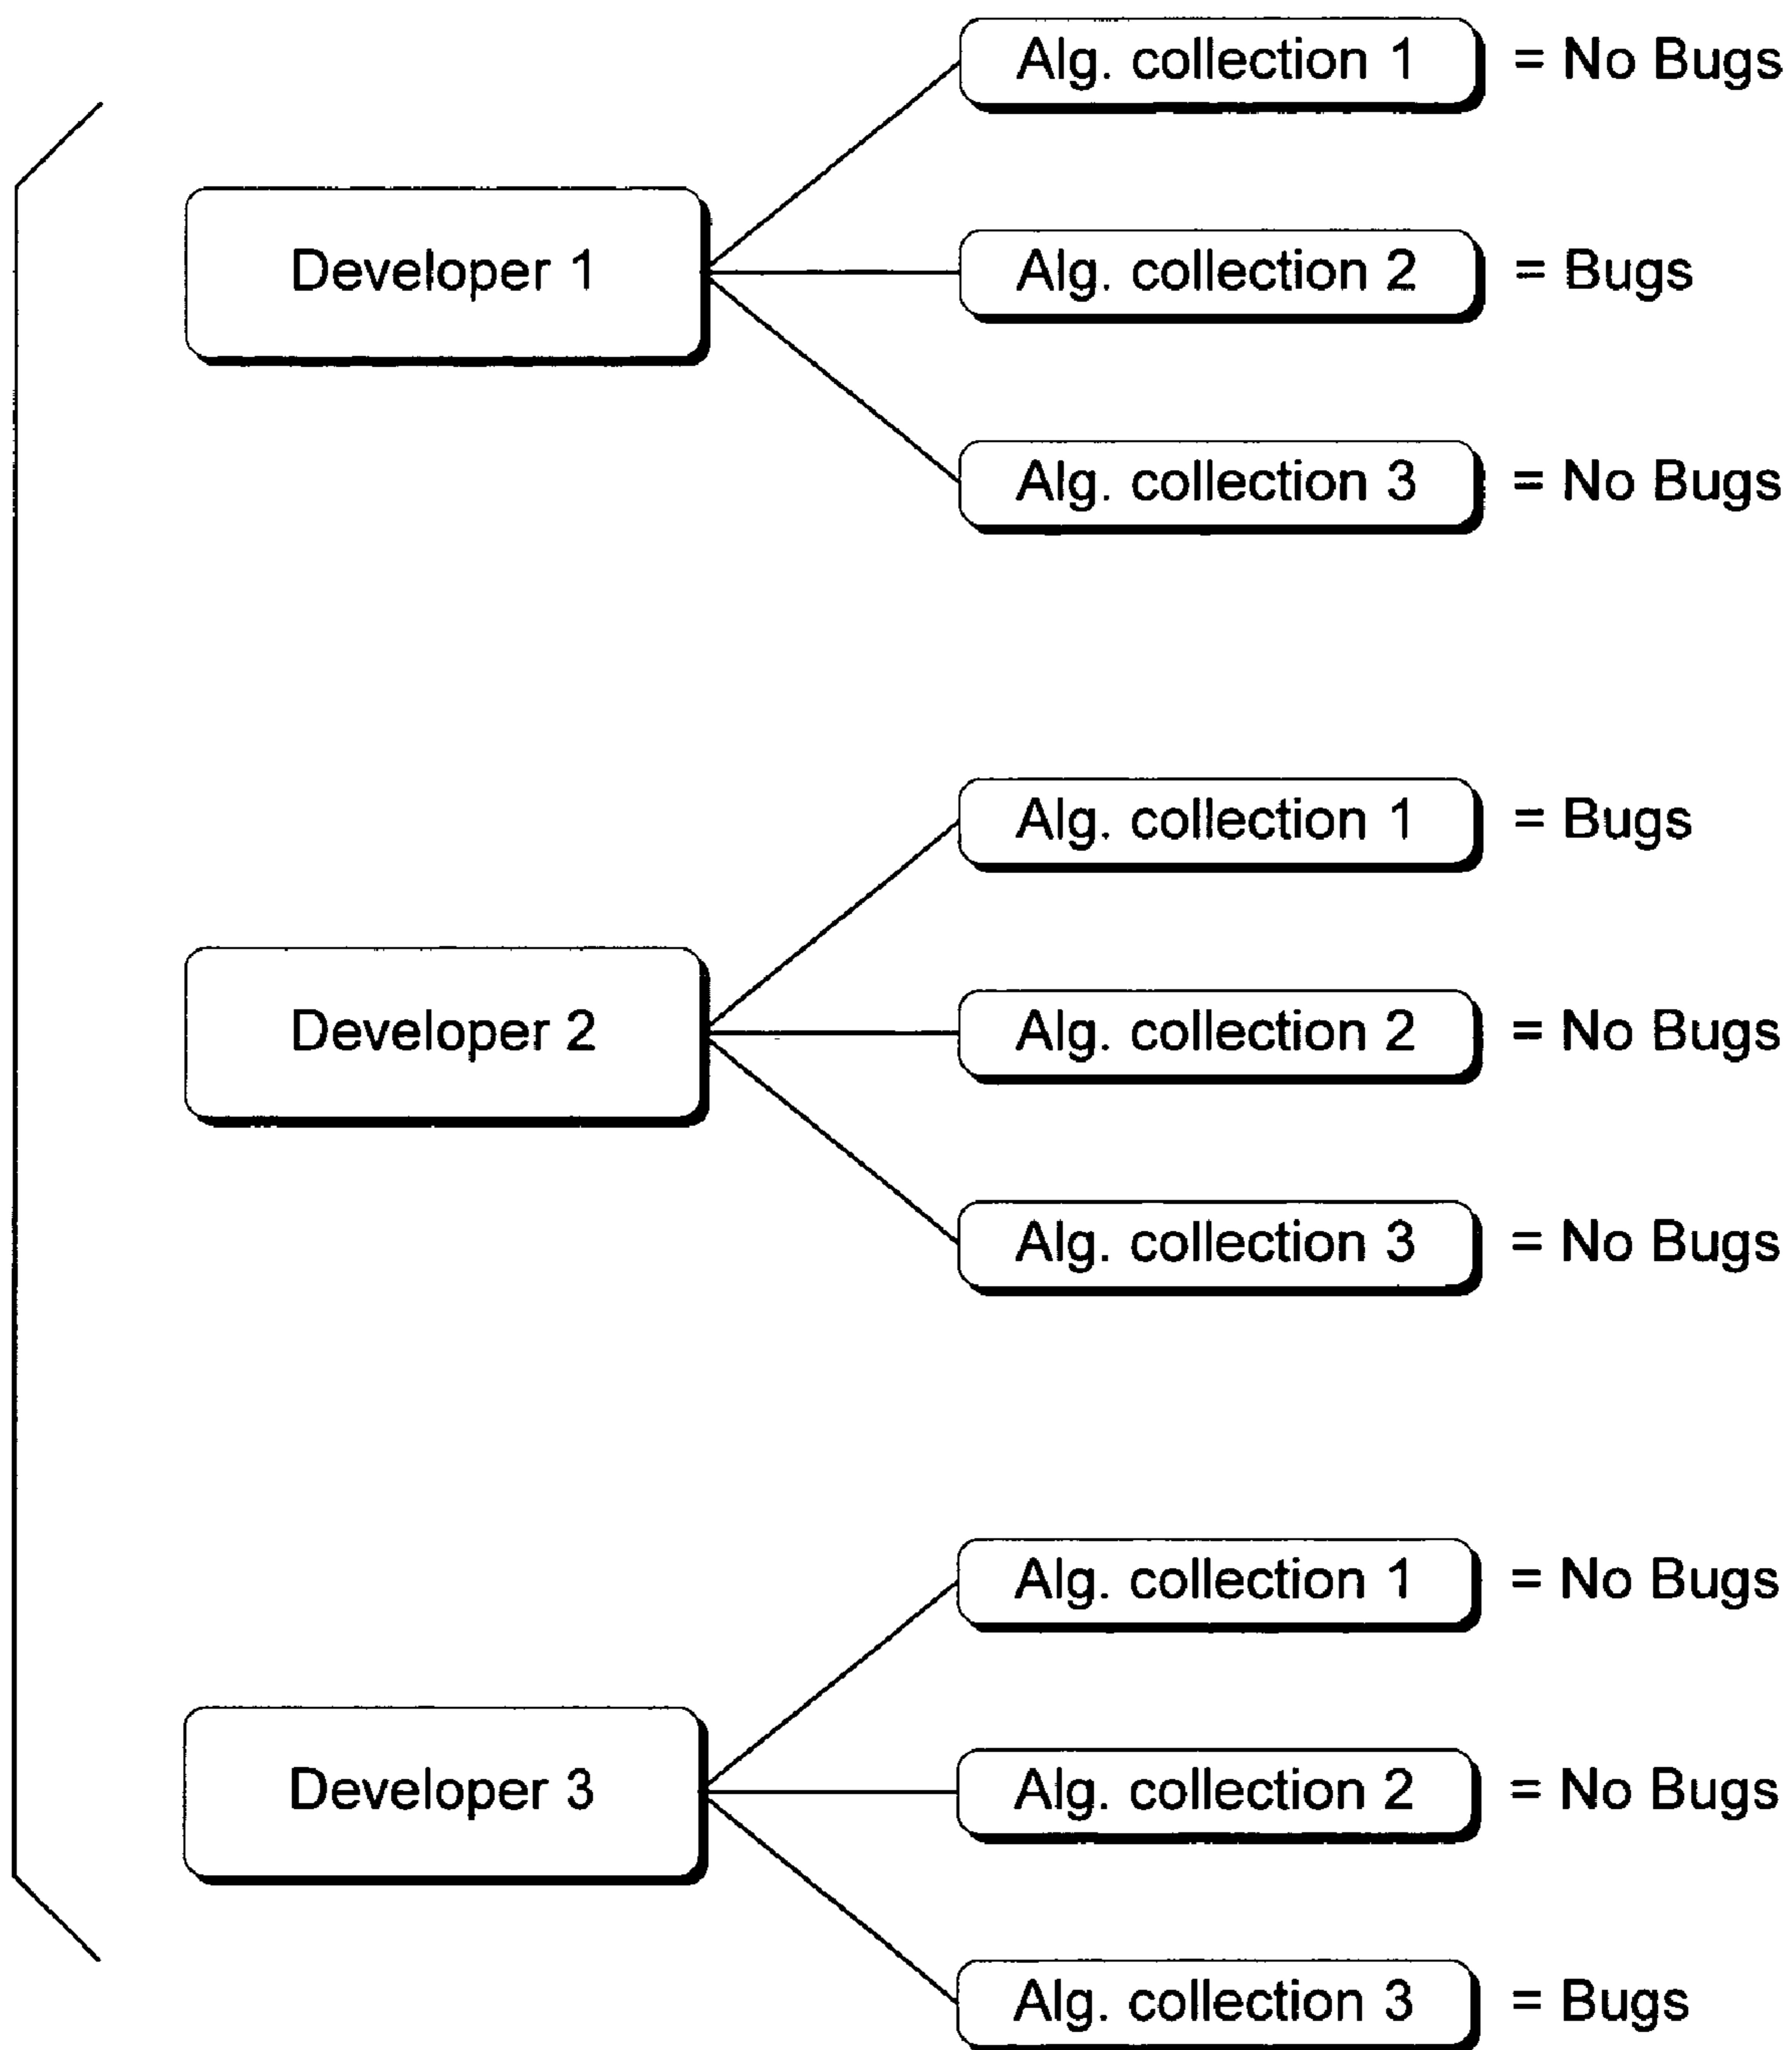 Alg. collection 1 = No Bugs
Developer 1 Alg. collection 2 = Bugs
Alg. collection 3 = No Bugs
Alg. collection 1 = Bugs
Developer 2 Alg. collection 2 = No Bugs
Alg. collection 3 = No Bugs
Alg. collection 1 = No Bugs
Developer 3 Alg. collection 2 = No Bugs
Alg. collection 3 = Bugs